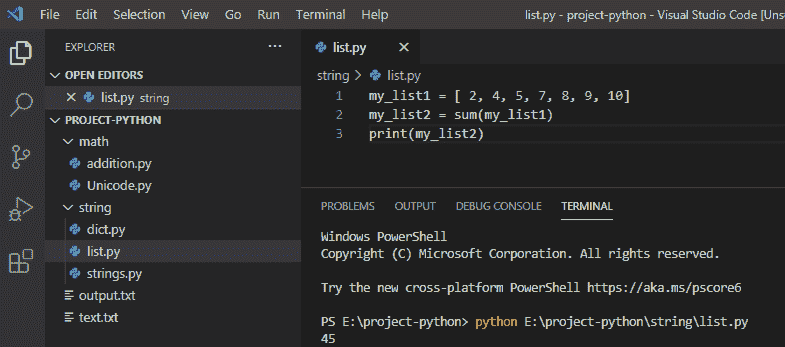 File Edit Selection View Go Run Terminal Help list.py - project-python - Visual Studio Code [Uns
EXPLORER
OPEN EDITORS
list.py string
PROJECT-PYTHON
math
addition.py
Unicode.py
string
dict.py
list.py
strings.py
output.txt
text.txt
list.py
string > list.py
1 my_list1 = [ 2, 4, 5, 7, 8, 9, 10]
2 my_list2 = sum(my_list1)
3 print(my_list2)
PROBLEMS OUTPUT DEBUG CONSOLE TERMINAL
Windows PowerShell
Copyright (C) Microsoft Corporation. All rights reserved.
Try the new cross-platform PowerShell https://aka.ms/pscore6
PS E:\project-python> python E:\project-python\string\list.py
45